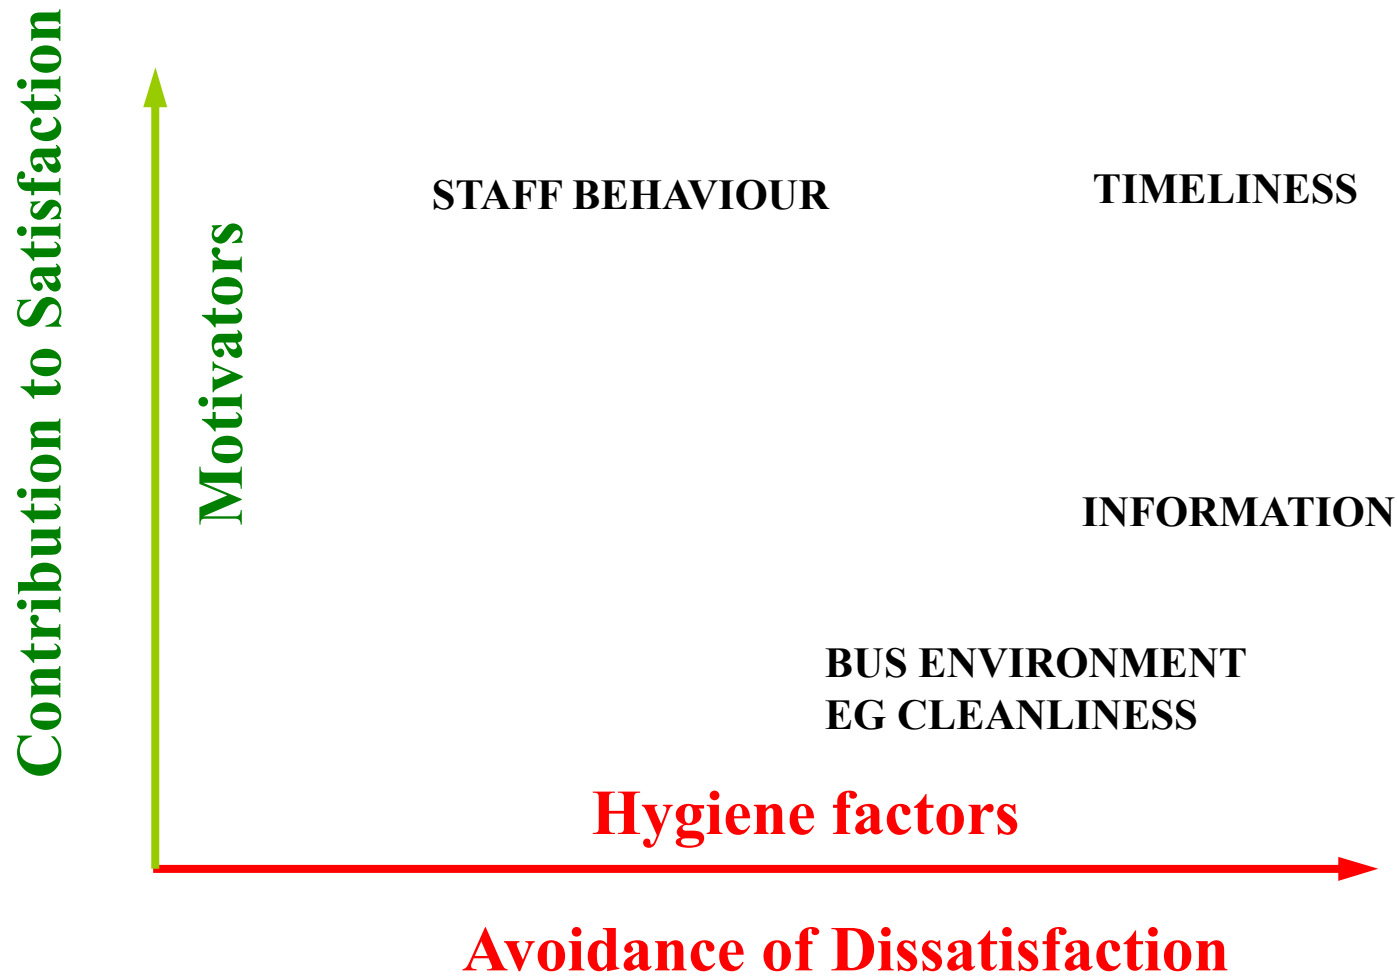 Contribution to Satisfaction
Motivators
STAFF BEHAVIOUR
TIMELINESS
INFORMATION
BUS ENVIRONMENT
EG CLEANLINESS
Hygiene factors
Avoidance of Dissatisfaction